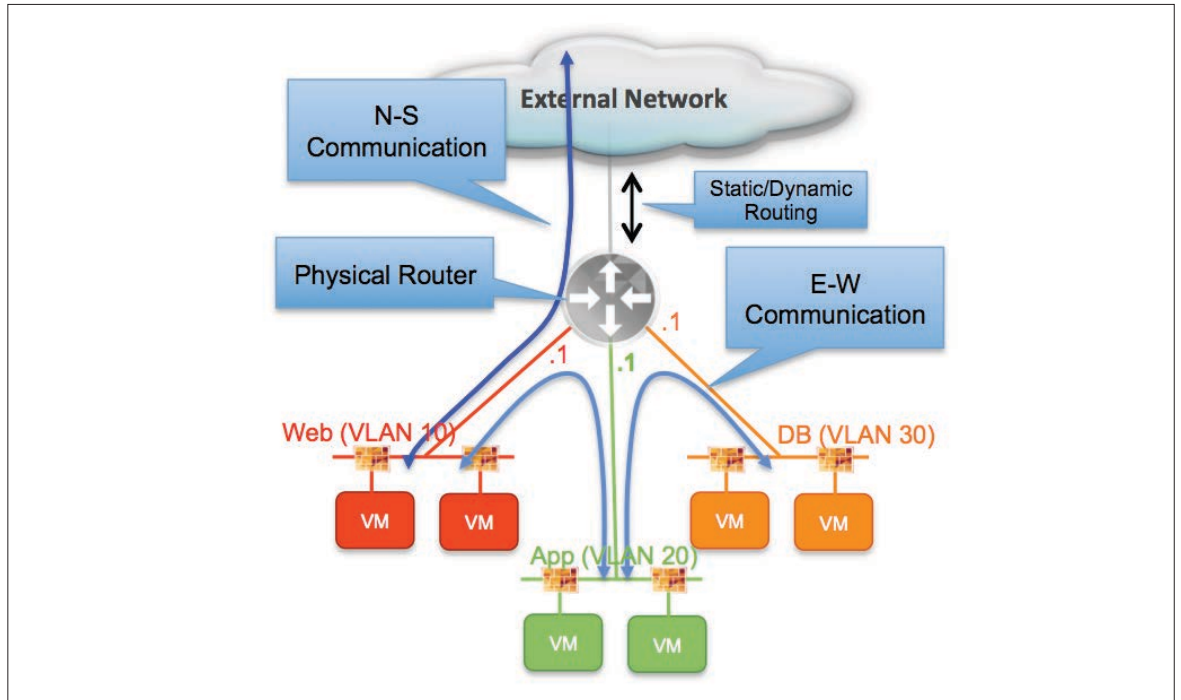 External Network
N-S
Communication
Static/Dynamic
Routing
Physical Router
E-W
Communication
.1
.1
.1
Web (VLAN 10)
DB (VLAN 30)
VM
VM
VM
VM
App (VLAN 20)
VM
VM